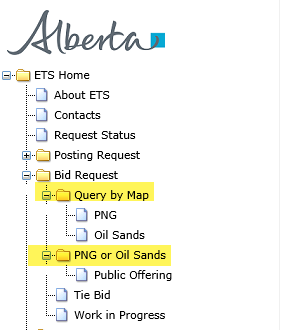 Alberta
ETS Home
About ETS
Contacts
Request Status
Posting Request
Bid Request
Query by Map
PNG
Oil Sands
PNG or Oil Sands
Public Offering
Tie Bid
Work in Progress